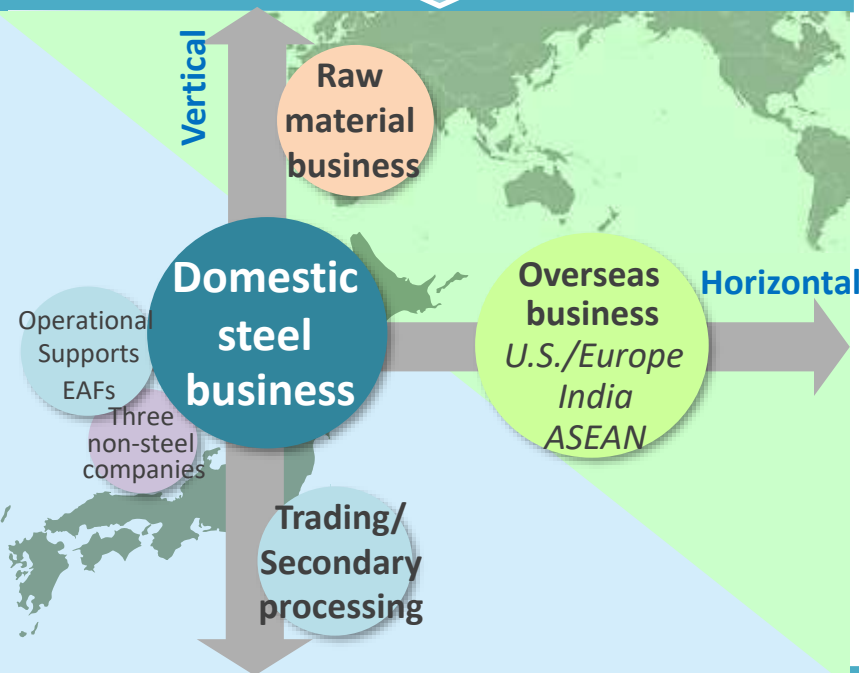 Vertical
Raw
material
business
Domestic
steel
business
Overseas
business
U.S./Europe
India
ASEAN
Horizontal
Operational
Supports
EAFs
Three
non-steel
companies
Trading/
Secondary
processing